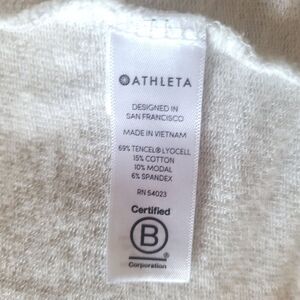 ATHLETA
DESIGNED IN
SAN FRANCISCO
MADE IN VIETNAM
69% TENCEL® LYOCELL
15% COTTON
10% MODAL
6% SPANDEX
RN 54023
Certified
B
®
Corporation